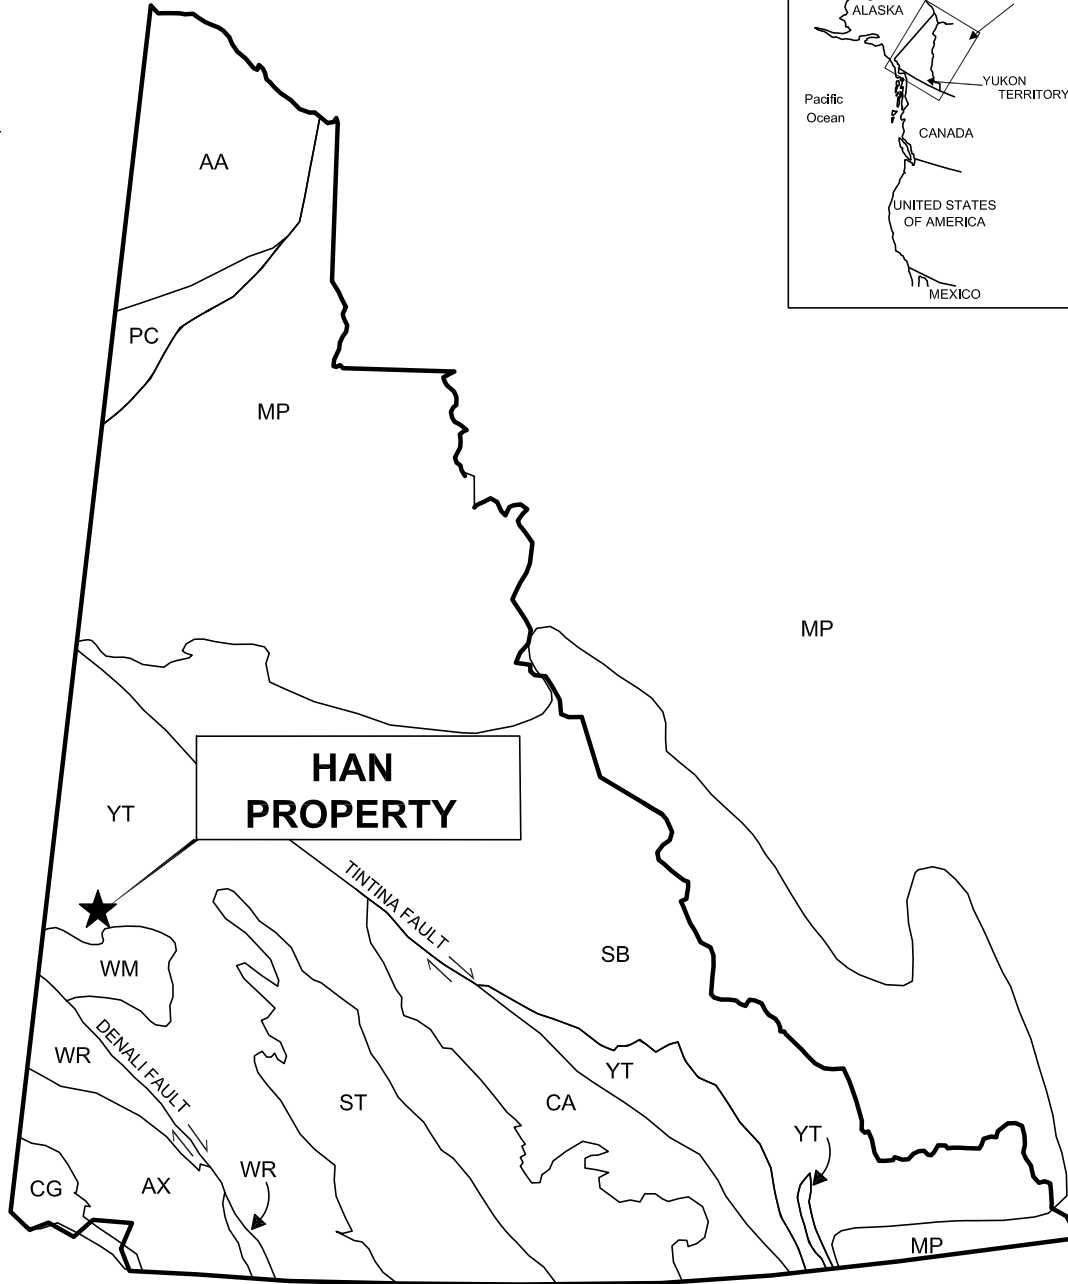 ALASKA
YUKON
TERRITORY
Pacific
Ocean
CANADA
UNITED STATES
OF AMERICA
MEXICO
AA
PC
MP
MP
HAN
PROPERTY
YT
TINTINA FAULT
SB
WM
DENALI FAULT
WR
YT
ST
CA
YT
WR
CG
AX
MP